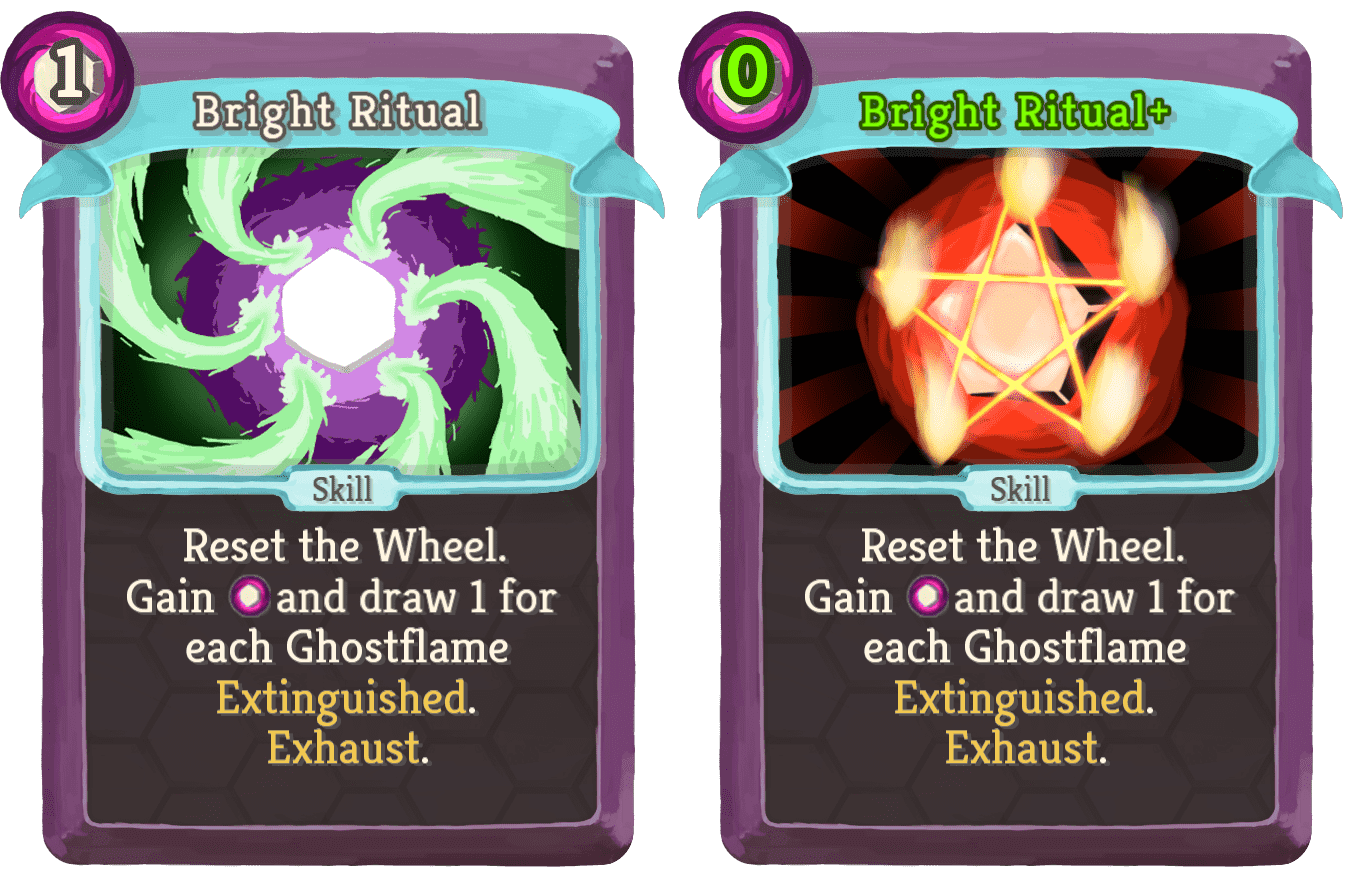 1
Bright Ritual
Skill
Reset the Wheel.
Gain and draw 1 for
each Ghostflame
Extinguished.
Exhaust.
0
Bright Ritual+
Skill
Reset the Wheel.
Gain and draw 1 for
each Ghostflame
Extinguished.
Exhaust.